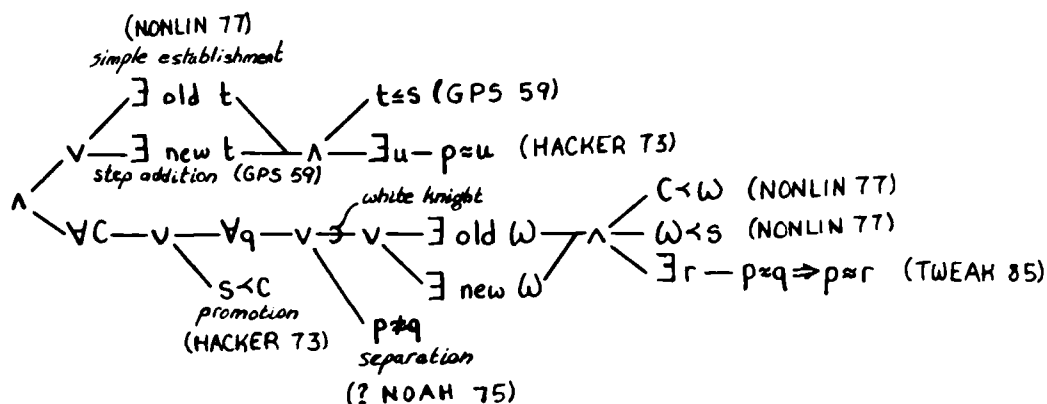 (NONLIN 77)
simple establishment
∃ old t
t≤s (GPS 59)
∨ ∃ new t ∧ ∃u p≈u (HACKER 73)
step addition (GPS 59)
∧
white knight
C≺W (NONLIN 77)
∀C ∨ ∀q ∨ ∨ ∃ old W ∧ W≺s (NONLIN 77)
∃ new W
∃r p≈q⇒p≈r (TWEAK 85)
s≺C
promotion
(HACKER 73)
p≉q
separation
(? NOAH 75)